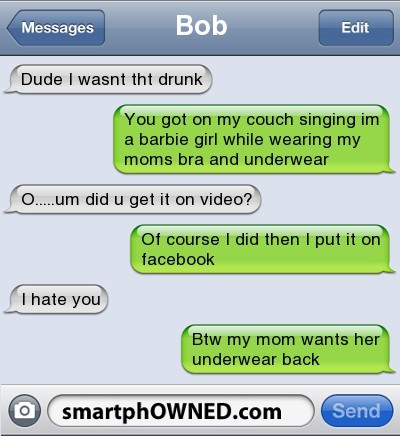 Messages
Bob
Edit
Dude I wasnt tht drunk
You got on my couch singing im
a barbie girl while wearing my
moms bra and underwear
O.....um did u get it on video?
Of course I did then I put it on
facebook
I hate you
Btw my mom wants her
underwear back
smartphOWNED.com
Send